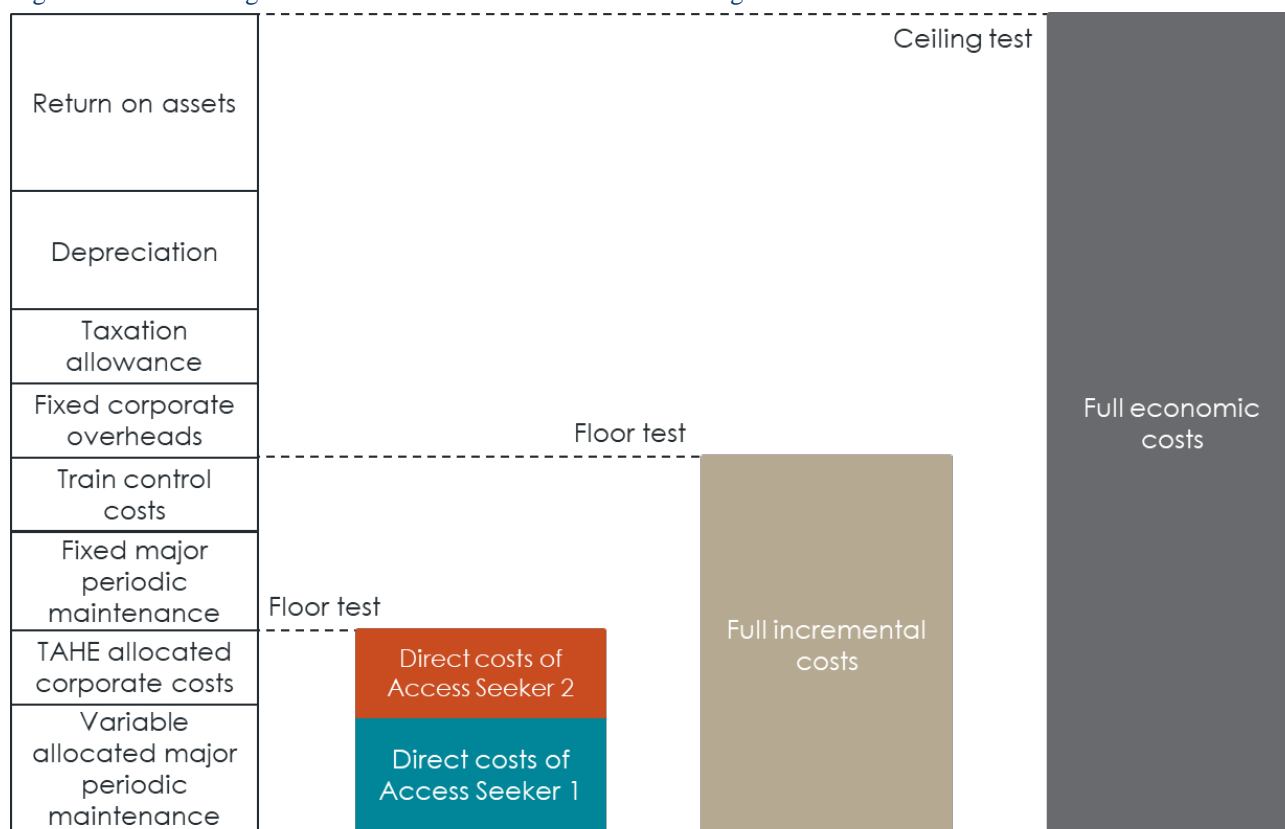 Ceiling test
Return on assets
Depreciation
Taxation
allowance
Fixed corporate
overheads
Full economic
costs
Floor test
Train control
costs
Fixed major
periodic
maintenance
Floor test
Full incremental
costs
TAHE allocated
corporate costs
Direct costs of
Access Seeker 2
Variable
allocated major
periodic
maintenance
Direct costs of
Access Seeker 1